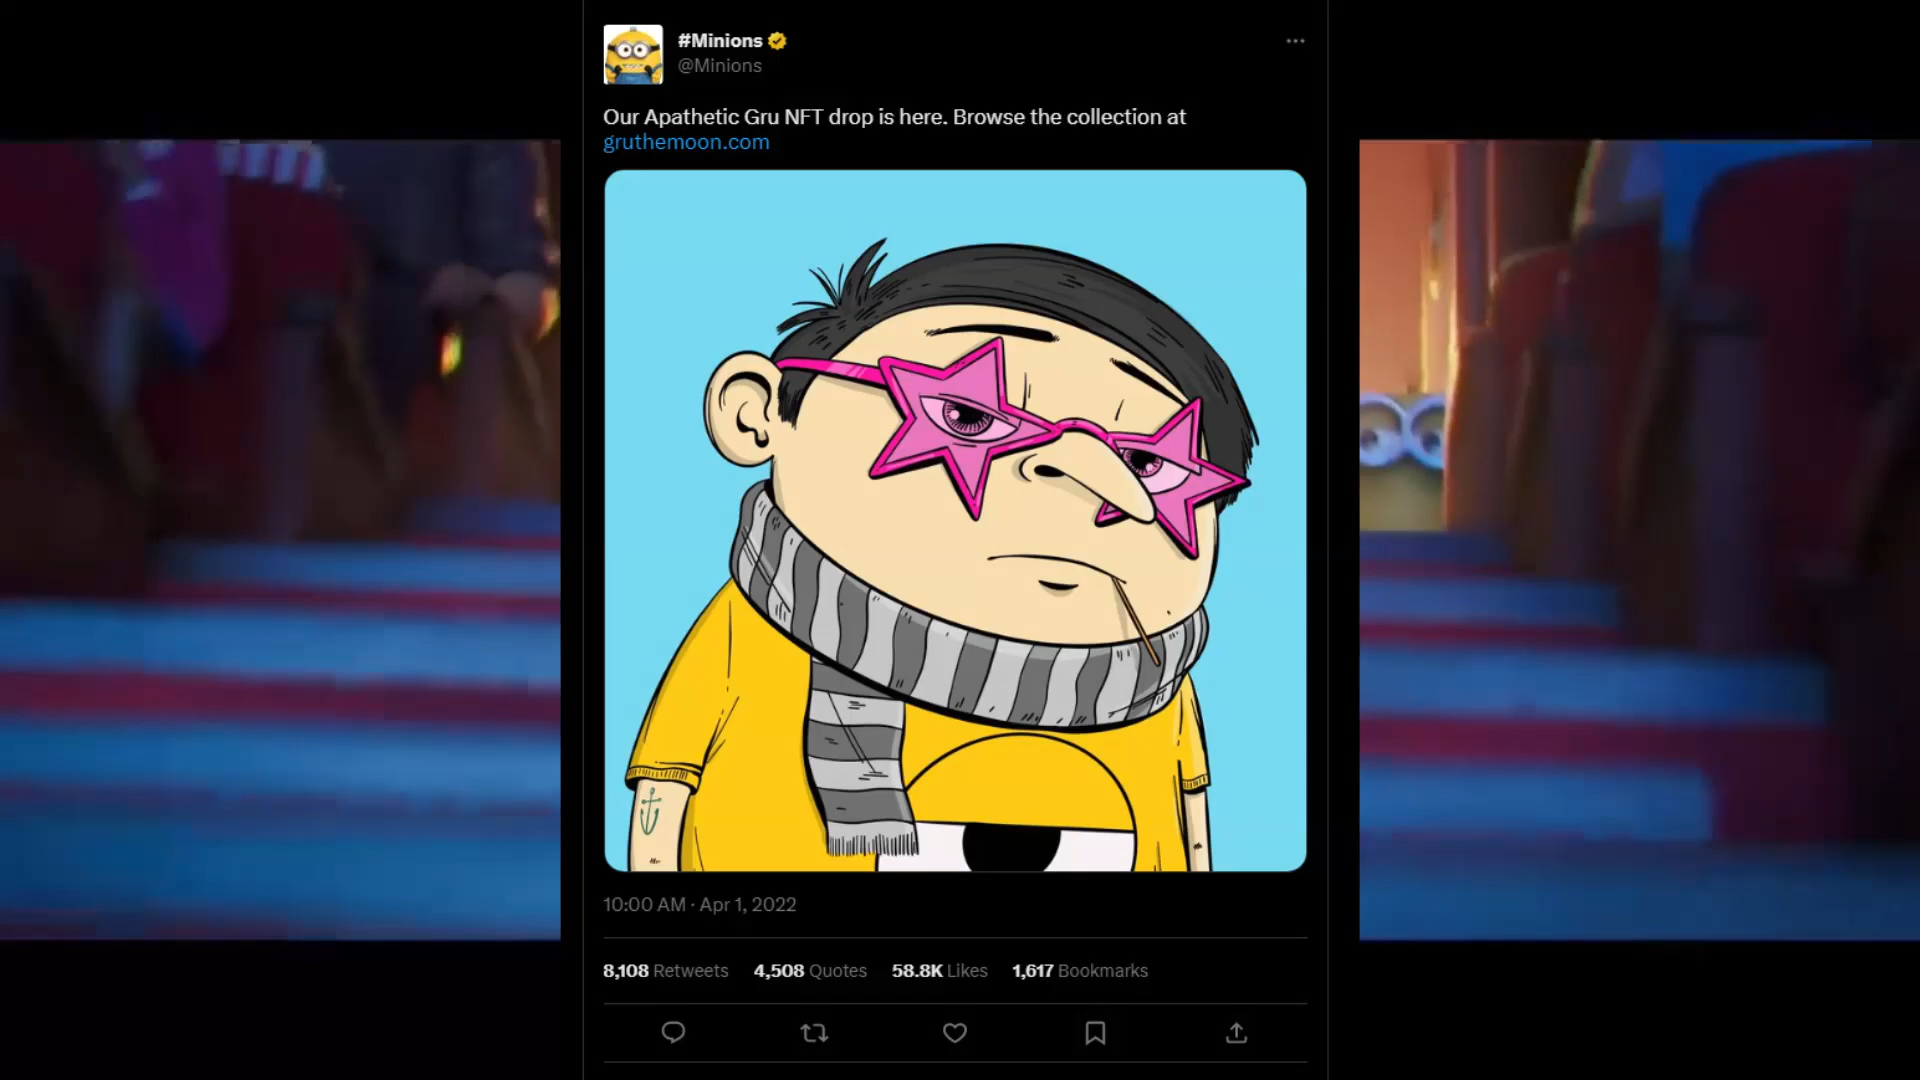 #Minions
@Minions
Our Apathetic Gru NFT drop is here. Browse the collection at
gruthemoon.com
10:00 AM · Apr 1, 2022
8,108 Retweets 4,508 Quotes 58.8K Likes 1,617 Bookmarks